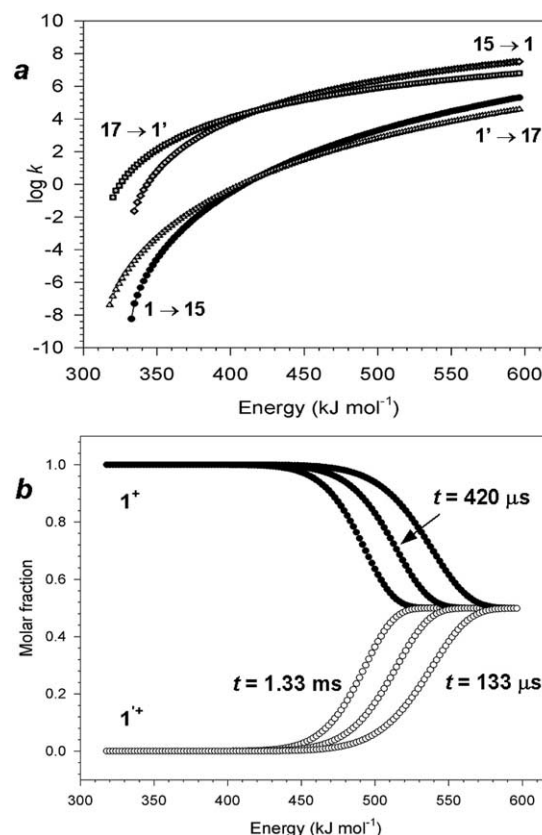 a
10
8
6
4
2
0
-2
-4
-6
-8
-10
log k
15 → 1
17 → 1'
1' → 17
1 → 15
300 350 400 450 500 550 600
Energy (kJ mol⁻¹)
b
1.0
0.8
0.6
0.4
0.2
0.0
Molar fraction
1⁺
t = 420 μs
t = 1.33 ms
t = 133 μs
1'⁺
300 350 400 450 500 550 600
Energy (kJ mol⁻¹)